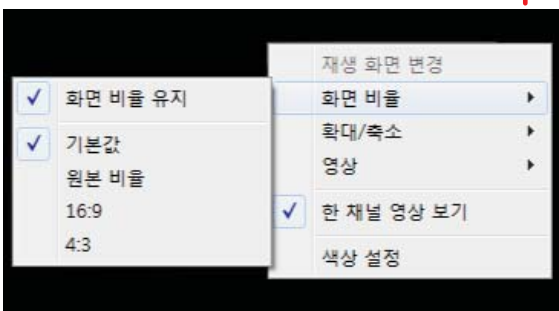 재생 화면 변경
화면 비율
확대/축소
영상
한 채널 영상 보기
색상 설정
화면 비율 유지
기본값
원본 비율
16:9
4:3